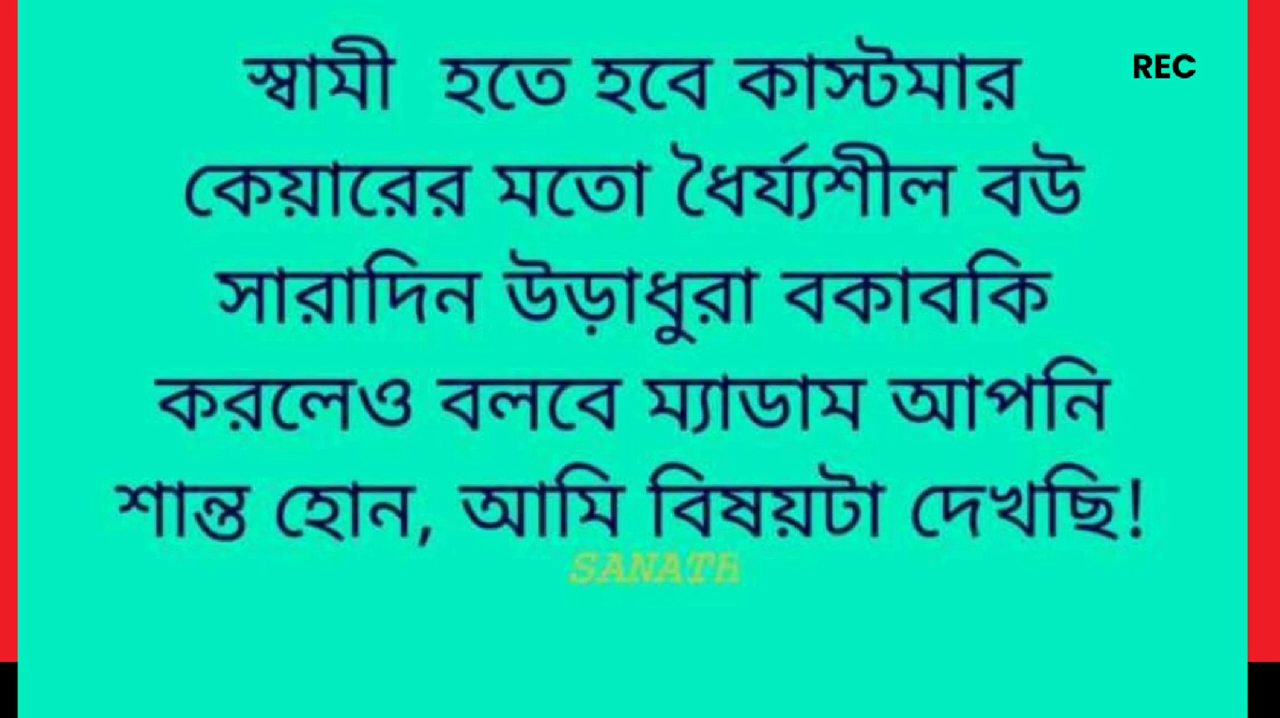 স্বামী হতে হবে কাস্টমার
REC
কেয়ারের মতো ধৈর্য্যশীল বউ
সারাদিন উড়াধুরা বকাবকি
করলেও বলবে ম্যাডাম আপনি
শান্ত হোন, আমি বিষয়টা দেখছি!
SANATH